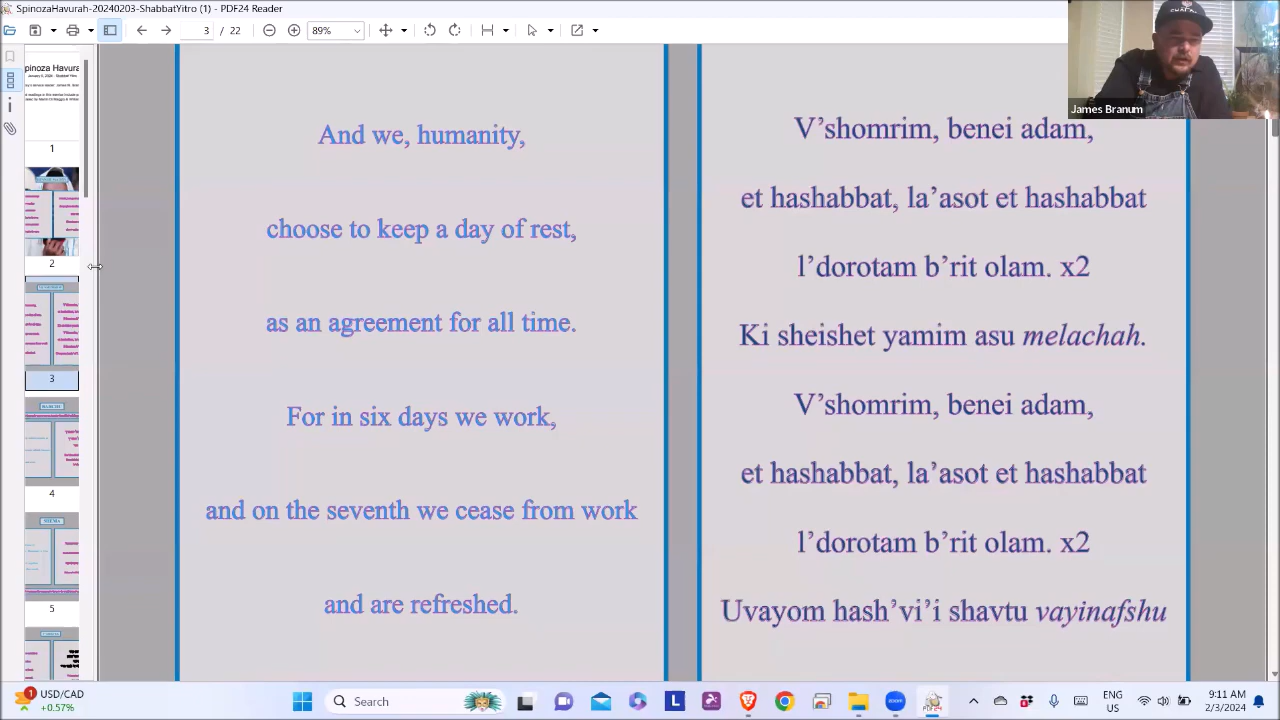 SpinozaHavurah-20240203-ShabbatYitro (1) - PDF24 Reader
3 / 22
89%
James Branum
And we, humanity,
choose to keep a day of rest,
as an agreement for all time.
For in six days we work,
and on the seventh we cease from work
and are refreshed.
V’shomrim, benei adam,
et hashabbat, la’asot et hashabbat
l’dorotam b’rit olam. x2
Ki sheishet yamim asu melachah.
V’shomrim, benei adam,
et hashabbat, la’asot et hashabbat
l’dorotam b’rit olam. x2
Uvayom hash’vi’i shavtu vayinafshu
1
2
3
4
5
1
USD/CAD
+0.57%
Search
ENG
US
9:11 AM
2/3/2024